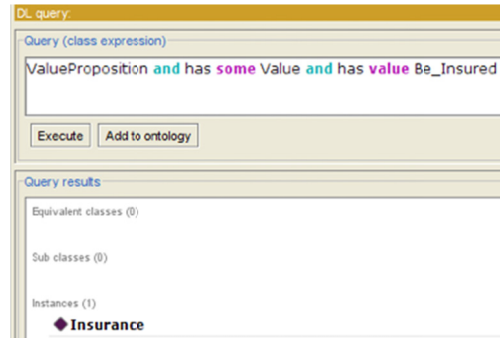 DL query:
Query (class expression)
ValueProposition and has some Value and has value Be_Insured
Execute Add to ontology
Query results
Equivalent classes (0)
Sub classes (0)
Instances (1)
Insurance